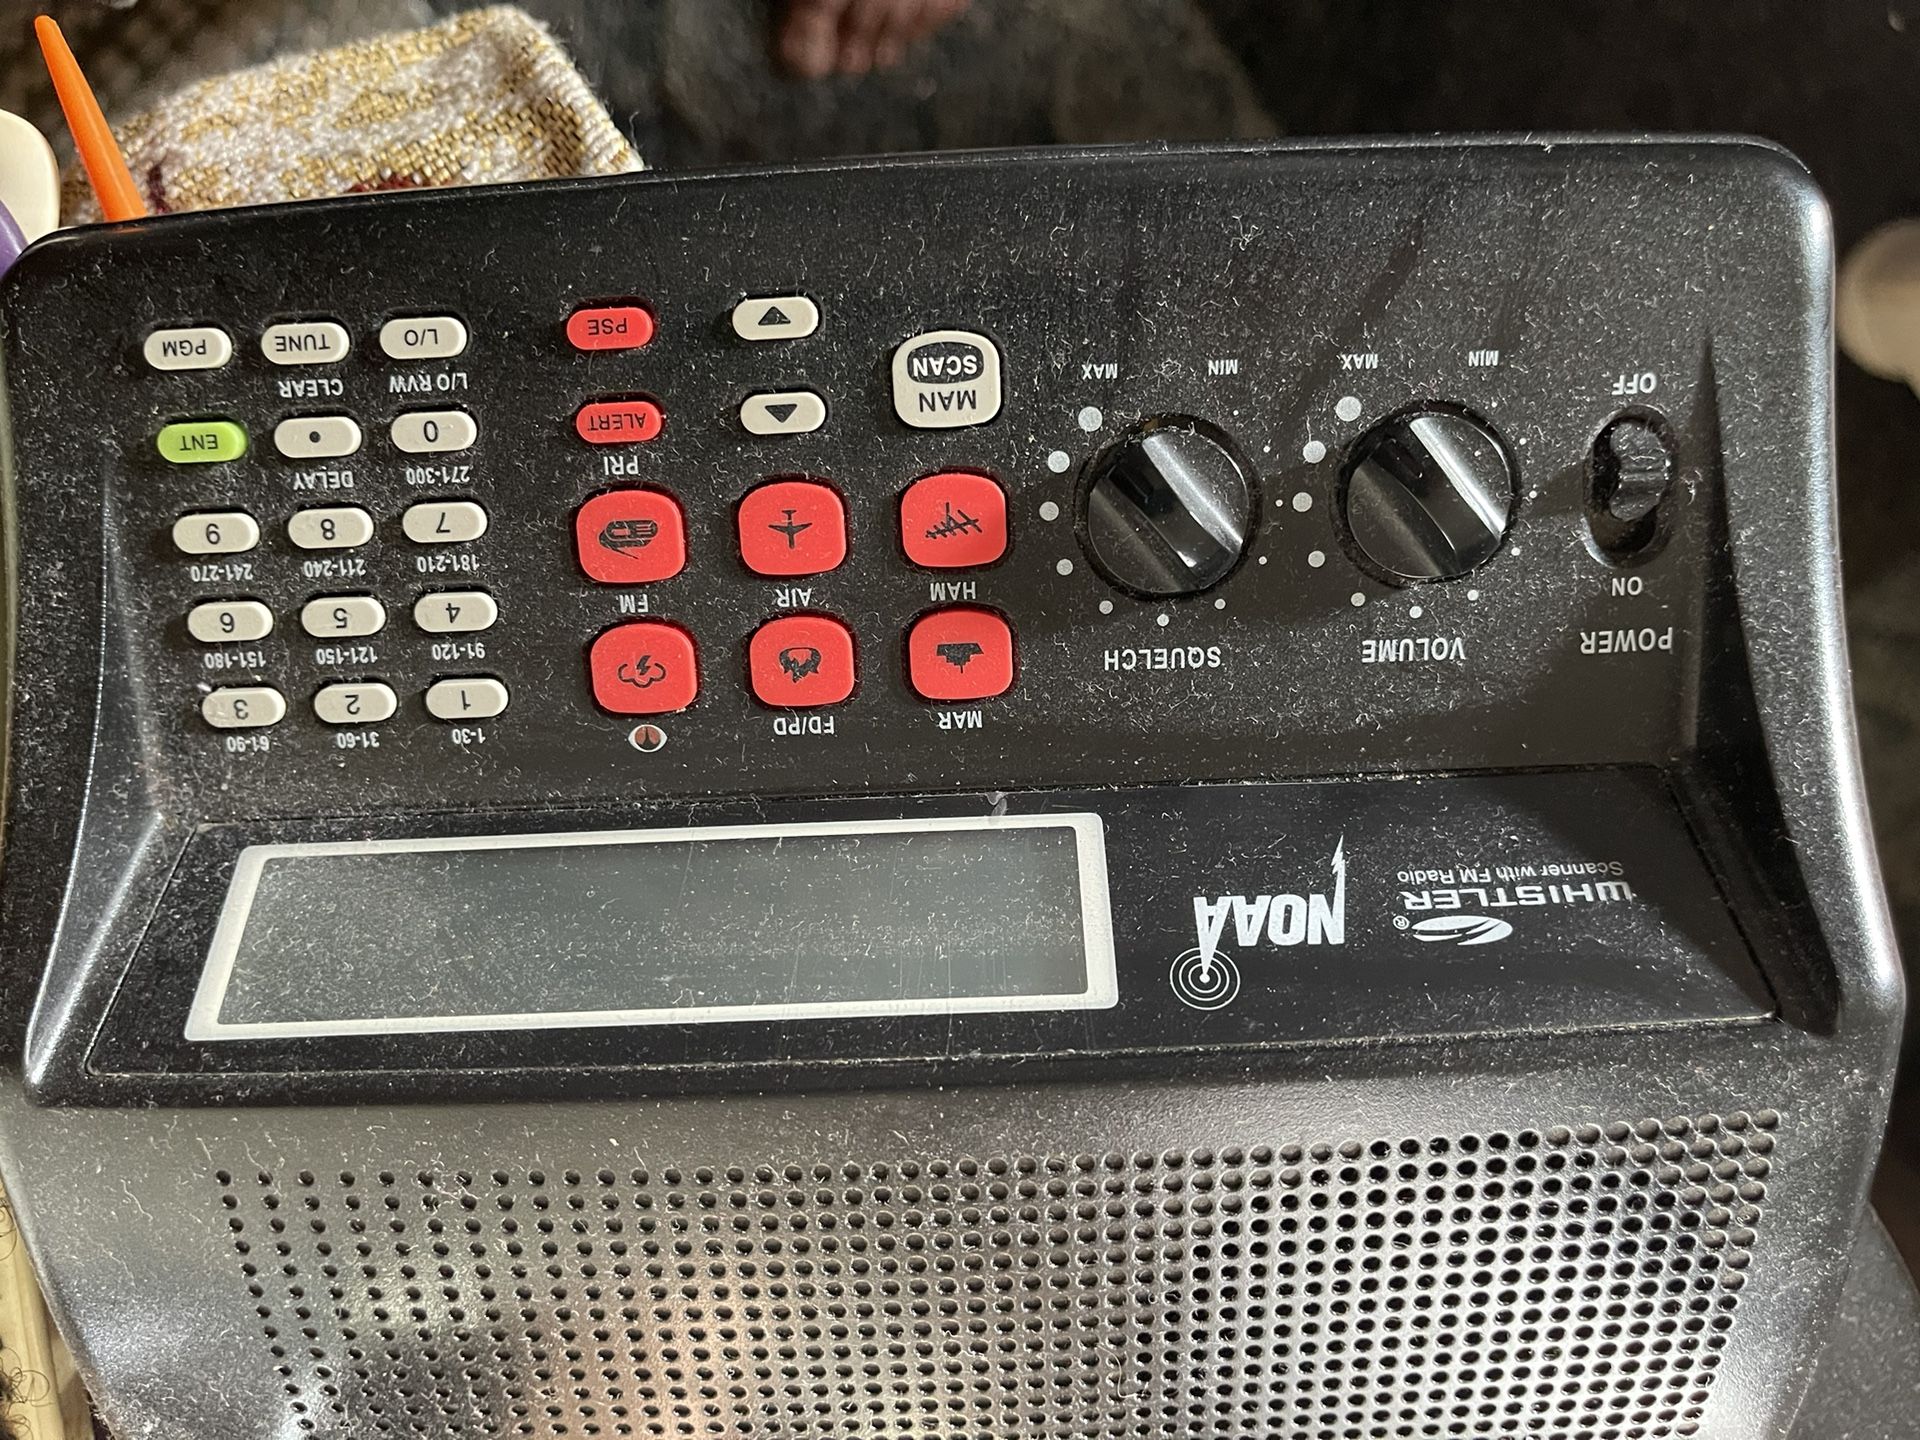 WHISTLER®
Scanner with FM Radio
NOAA
POWER
ON
OFF
VOLUME
MIN
MAX
SQUELCH
MIN
MAX
MAR
FD/PD
HAM
AIR
FM
MAN
SCAN
PRI
ALERT
PSE
1-30
31-60
61-90
1
2
3
91-120
121-150
151-180
4
5
6
181-210
211-240
241-270
7
8
9
271-300
DELAY
0
•
ENT
L/O RVW
CLEAR
L/O
TUNE
PGM